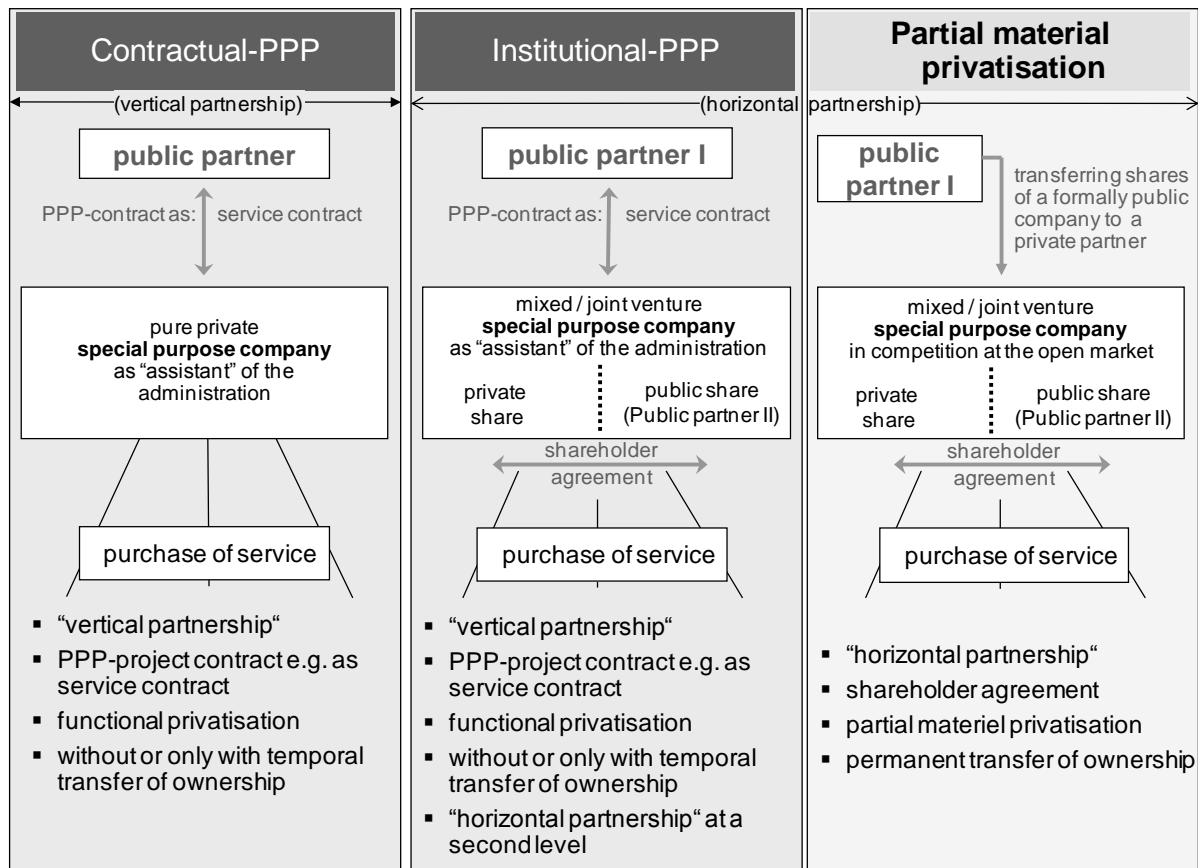 Contractual-PPP
(vertical partnership)
public partner
PPP-contract as: service contract
pure private
special purpose company
as “assistant” of the
administration
purchase of service
▪ “vertical partnership“
▪ PPP-project contract e.g. as
service contract
▪ functional privatisation
▪ without or only with temporal
transfer of ownership
Institutional-PPP
(horizontal partnership)
public partner I
PPP-contract as: service contract
mixed / joint venture
special purpose company
as “assistant” of the administration
private
share
public share
(Public partner II)
shareholder
agreement
purchase of service
▪ “vertical partnership“
▪ PPP-project contract e.g. as
service contract
▪ functional privatisation
▪ without or only with temporal
transfer of ownership
▪ “horizontal partnership“ at a
second level
Partial material
privatisation
public
partner I
transferring shares
of a formally public
company to a
private partner
mixed / joint venture
special purpose company
in competition at the open market
private
share
public share
(Public partner II)
shareholder
agreement
purchase of service
▪ “horizontal partnership“
▪ shareholder agreement
▪ partial materiel privatisation
▪ permanent transfer of ownership